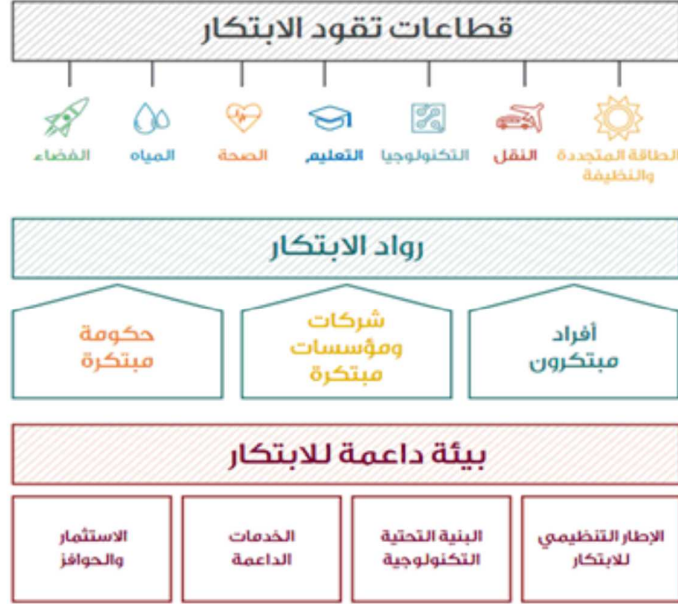 قطاعات تقود الابتكار
الطاقة المتجددة
والنظيفة
النقل
التكنولوجيا
التعليم
الصحة
المياه
الفضاء
رواد الابتكار
أفراد
مبتكرون
شركات
ومؤسسات
مبتكرة
حكومة
مبتكرة
بيئة داعمة للابتكار
الإطار التنظيمي
للابتكار
البنية التحتية
التكنولوجية
الخدمات
الداعمة
الاستثمار
والحوافز